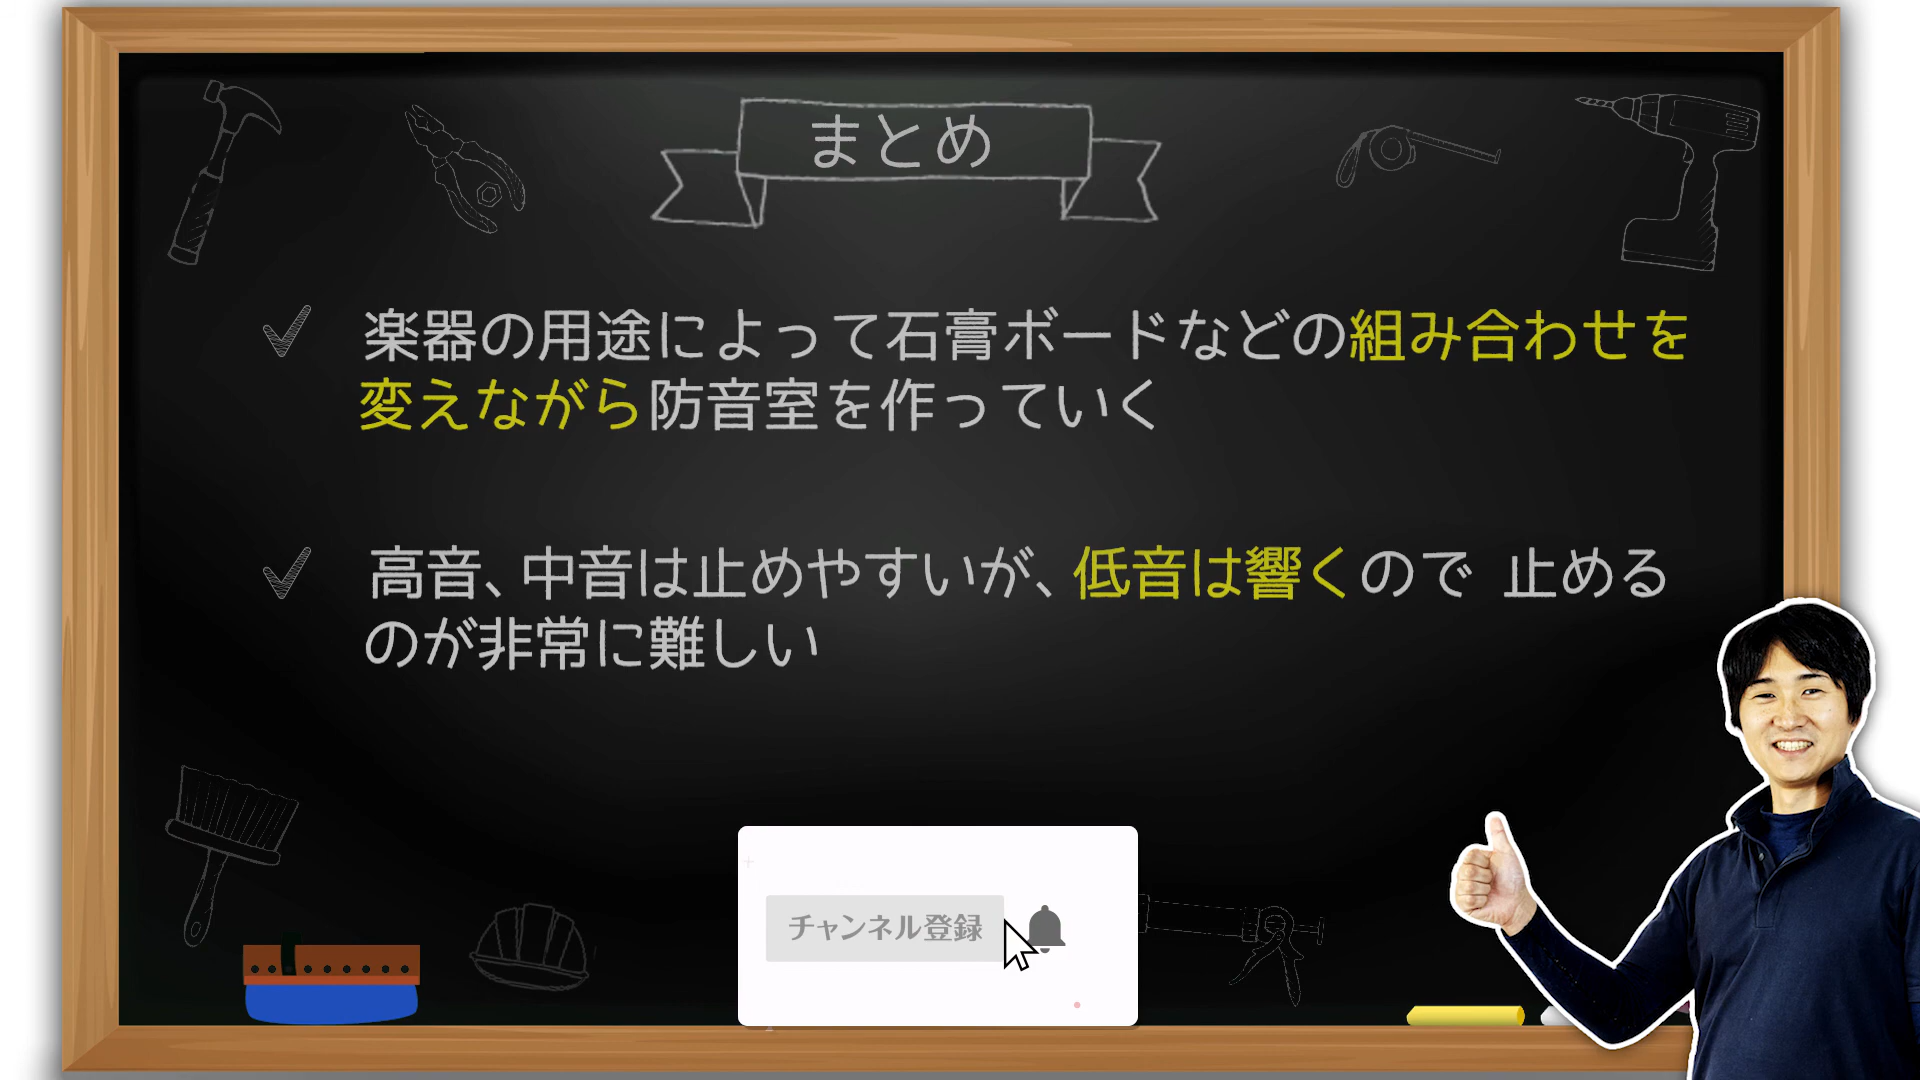 まとめ
楽器の用途によって石膏ボードなどの組み合わせを
変えながら防音室を作っていく
高音、中音は止めやすいが、低音は響くので 止める
のが非常に難しい
チャンネル登録